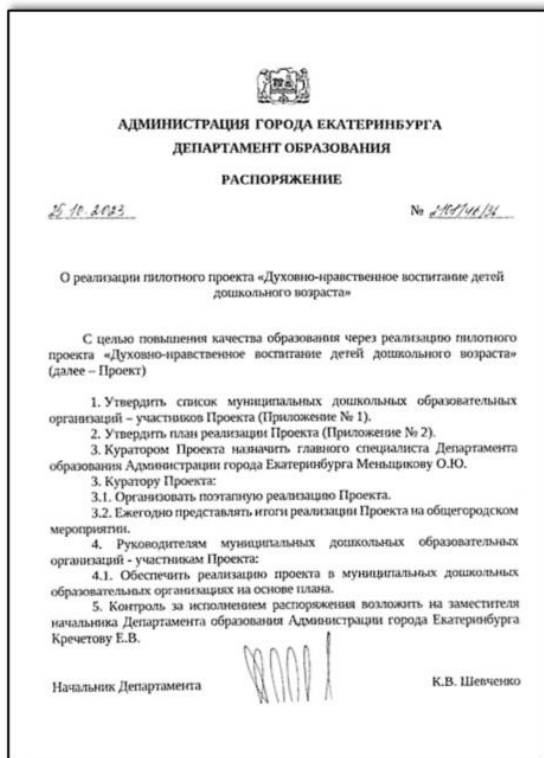 АДМИНИСТРАЦИЯ ГОРОДА ЕКАТЕРИНБУРГА
ДЕПАРТАМЕНТ ОБРАЗОВАНИЯ
РАСПОРЯЖЕНИЕ
25.10.2023 №
О реализации пилотного проекта «Духовно-нравственное воспитание детей
дошкольного возраста»
С целью повышения качества образования через реализацию пилотного
проекта «Духовно-нравственное воспитание детей дошкольного возраста»
(далее – Проект)
1. Утвердить список муниципальных дошкольных образовательных
организаций – участников Проекта (Приложение № 1).
2. Утвердить план реализации Проекта (Приложение № 2).
3. Куратором Проекта назначить главного специалиста Департамента
образования Администрации города Екатеринбурга Меньщикову О.Ю.
3. Куратору Проекта:
3.1. Организовать поэтапную реализацию Проекта.
3.2. Ежегодно представлять итоги реализации Проекта на общегородском
мероприятии.
4. Руководителям муниципальных дошкольных образовательных
организаций - участникам Проекта:
4.1. Обеспечить реализацию проекта в муниципальных дошкольных
образовательных организациях на основе плана.
5. Контроль за исполнением распоряжения возложить на заместителя
начальника Департамента образования Администрации города Екатеринбурга
Кречетову Е.В.
Начальник Департамента К.В. Шевченко